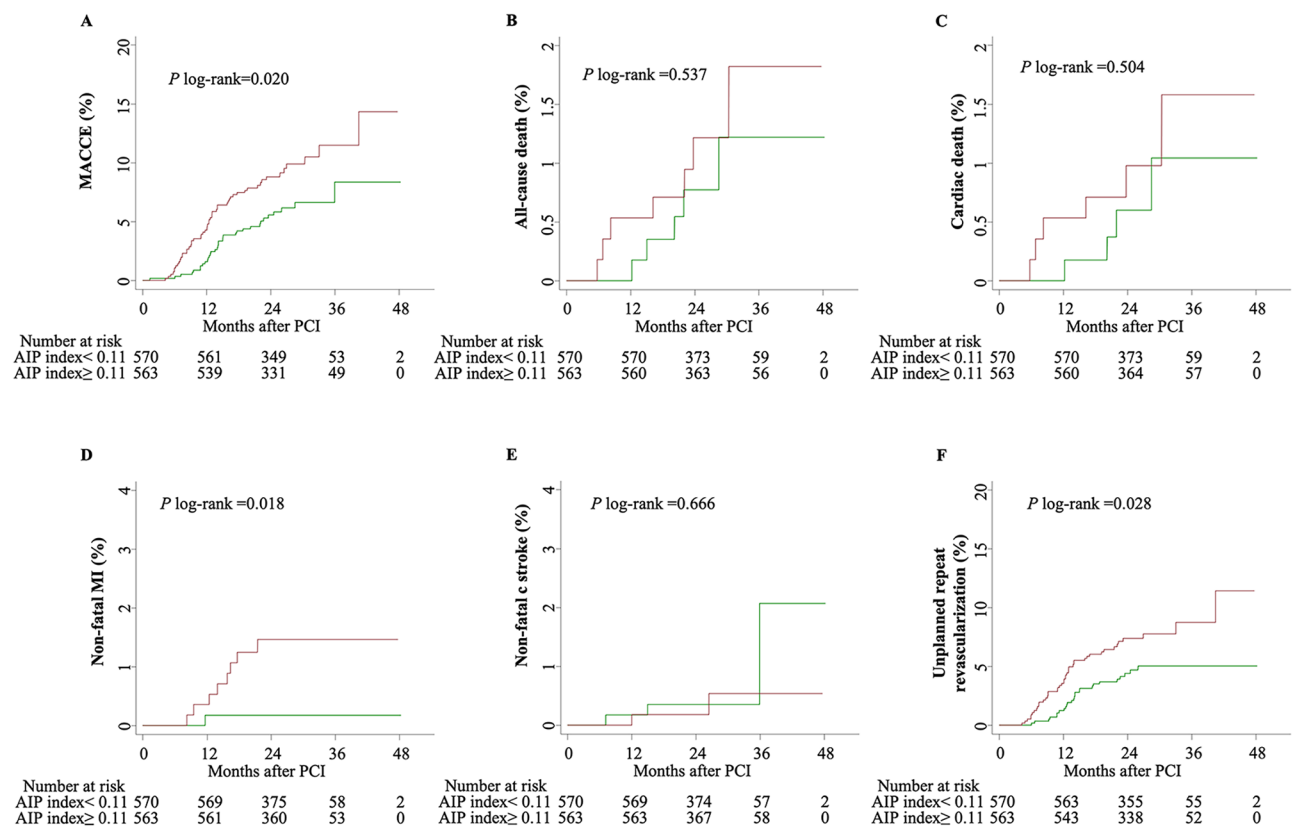 A
MACCE (%)
20
15
10
5
0
P log-rank=0.020
0 12 24 36 48
Months after PCI
Number at risk
AIP index< 0.11 570 561 349 53 2
AIP index≥ 0.11 563 539 331 49 0
B
All-cause death (%)
2
1.5
1
0.5
0
P log-rank =0.537
0 12 24 36 48
Months after PCI
Number at risk
AIP index< 0.11 570 570 373 59 2
AIP index≥ 0.11 563 560 363 56 0
C
Cardiac death (%)
2
1.5
1
0.5
0
P log-rank =0.504
0 12 24 36 48
Months after PCI
Number at risk
AIP index< 0.11 570 570 373 59 2
AIP index≥ 0.11 563 560 364 57 0
D
Non-fatal MI (%)
4
3
2
1
0
P log-rank =0.018
0 12 24 36 48
Months after PCI
Number at risk
AIP index< 0.11 570 569 375 58 2
AIP index≥ 0.11 563 561 360 53 0
E
Non-fatal c stroke (%)
4
3
2
1
0
P log-rank =0.666
0 12 24 36 48
Months after PCI
Number at risk
AIP index< 0.11 570 569 374 57 2
AIP index≥ 0.11 563 563 367 58 0
F
Unplanned repeat
revascularization (%)
20
15
10
5
0
P log-rank =0.028
0 12 24 36 48
Months after PCI
Number at risk
AIP index< 0.11 570 563 355 55 2
AIP index≥ 0.11 563 543 338 52 0